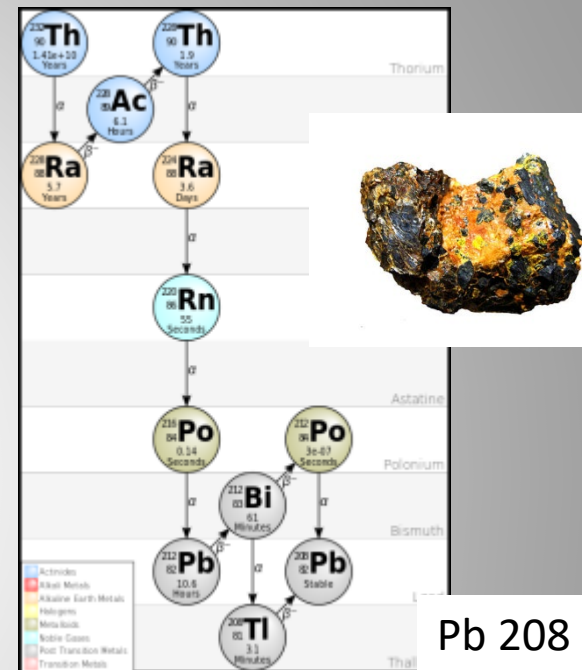 232
90 Th
1.41e+10
Years
228
90 Th
1.9
Years
Thorium
α
β⁻
228
89 Ac
6.1
Hours
α
β⁻
228
88 Ra
5.7
Years
224
88 Ra
3.6
Days
α
220
86 Rn
55
Seconds
α
Astatine
216
84 Po
0.14
Seconds
212
84 Po
3e-07
Seconds
Polonium
α
β⁻
212
83 Bi
61
Minutes
α
Bismuth
β⁻
α
212
82 Pb
10.6
Hours
208
82 Pb
Stable
β⁻
208
81 Tl
3.1
Minutes
Actinides
Alkali Metals
Alkaline Earth Metals
Halogens
Metalloids
Noble Gases
Post Transition Metals
Transition Metals
Pb 208